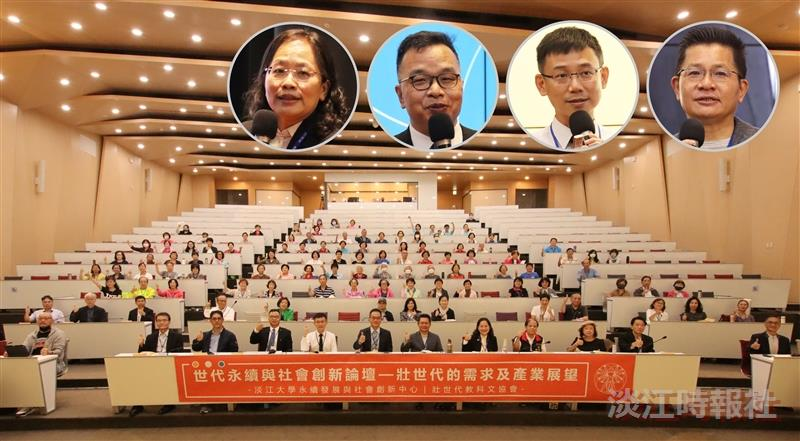 世代永續與社會創新論壇—壯世代的需求及產業展望
·淡江大學永續發展與社會創新中心|壯世代教科文協會·
淡江時報社